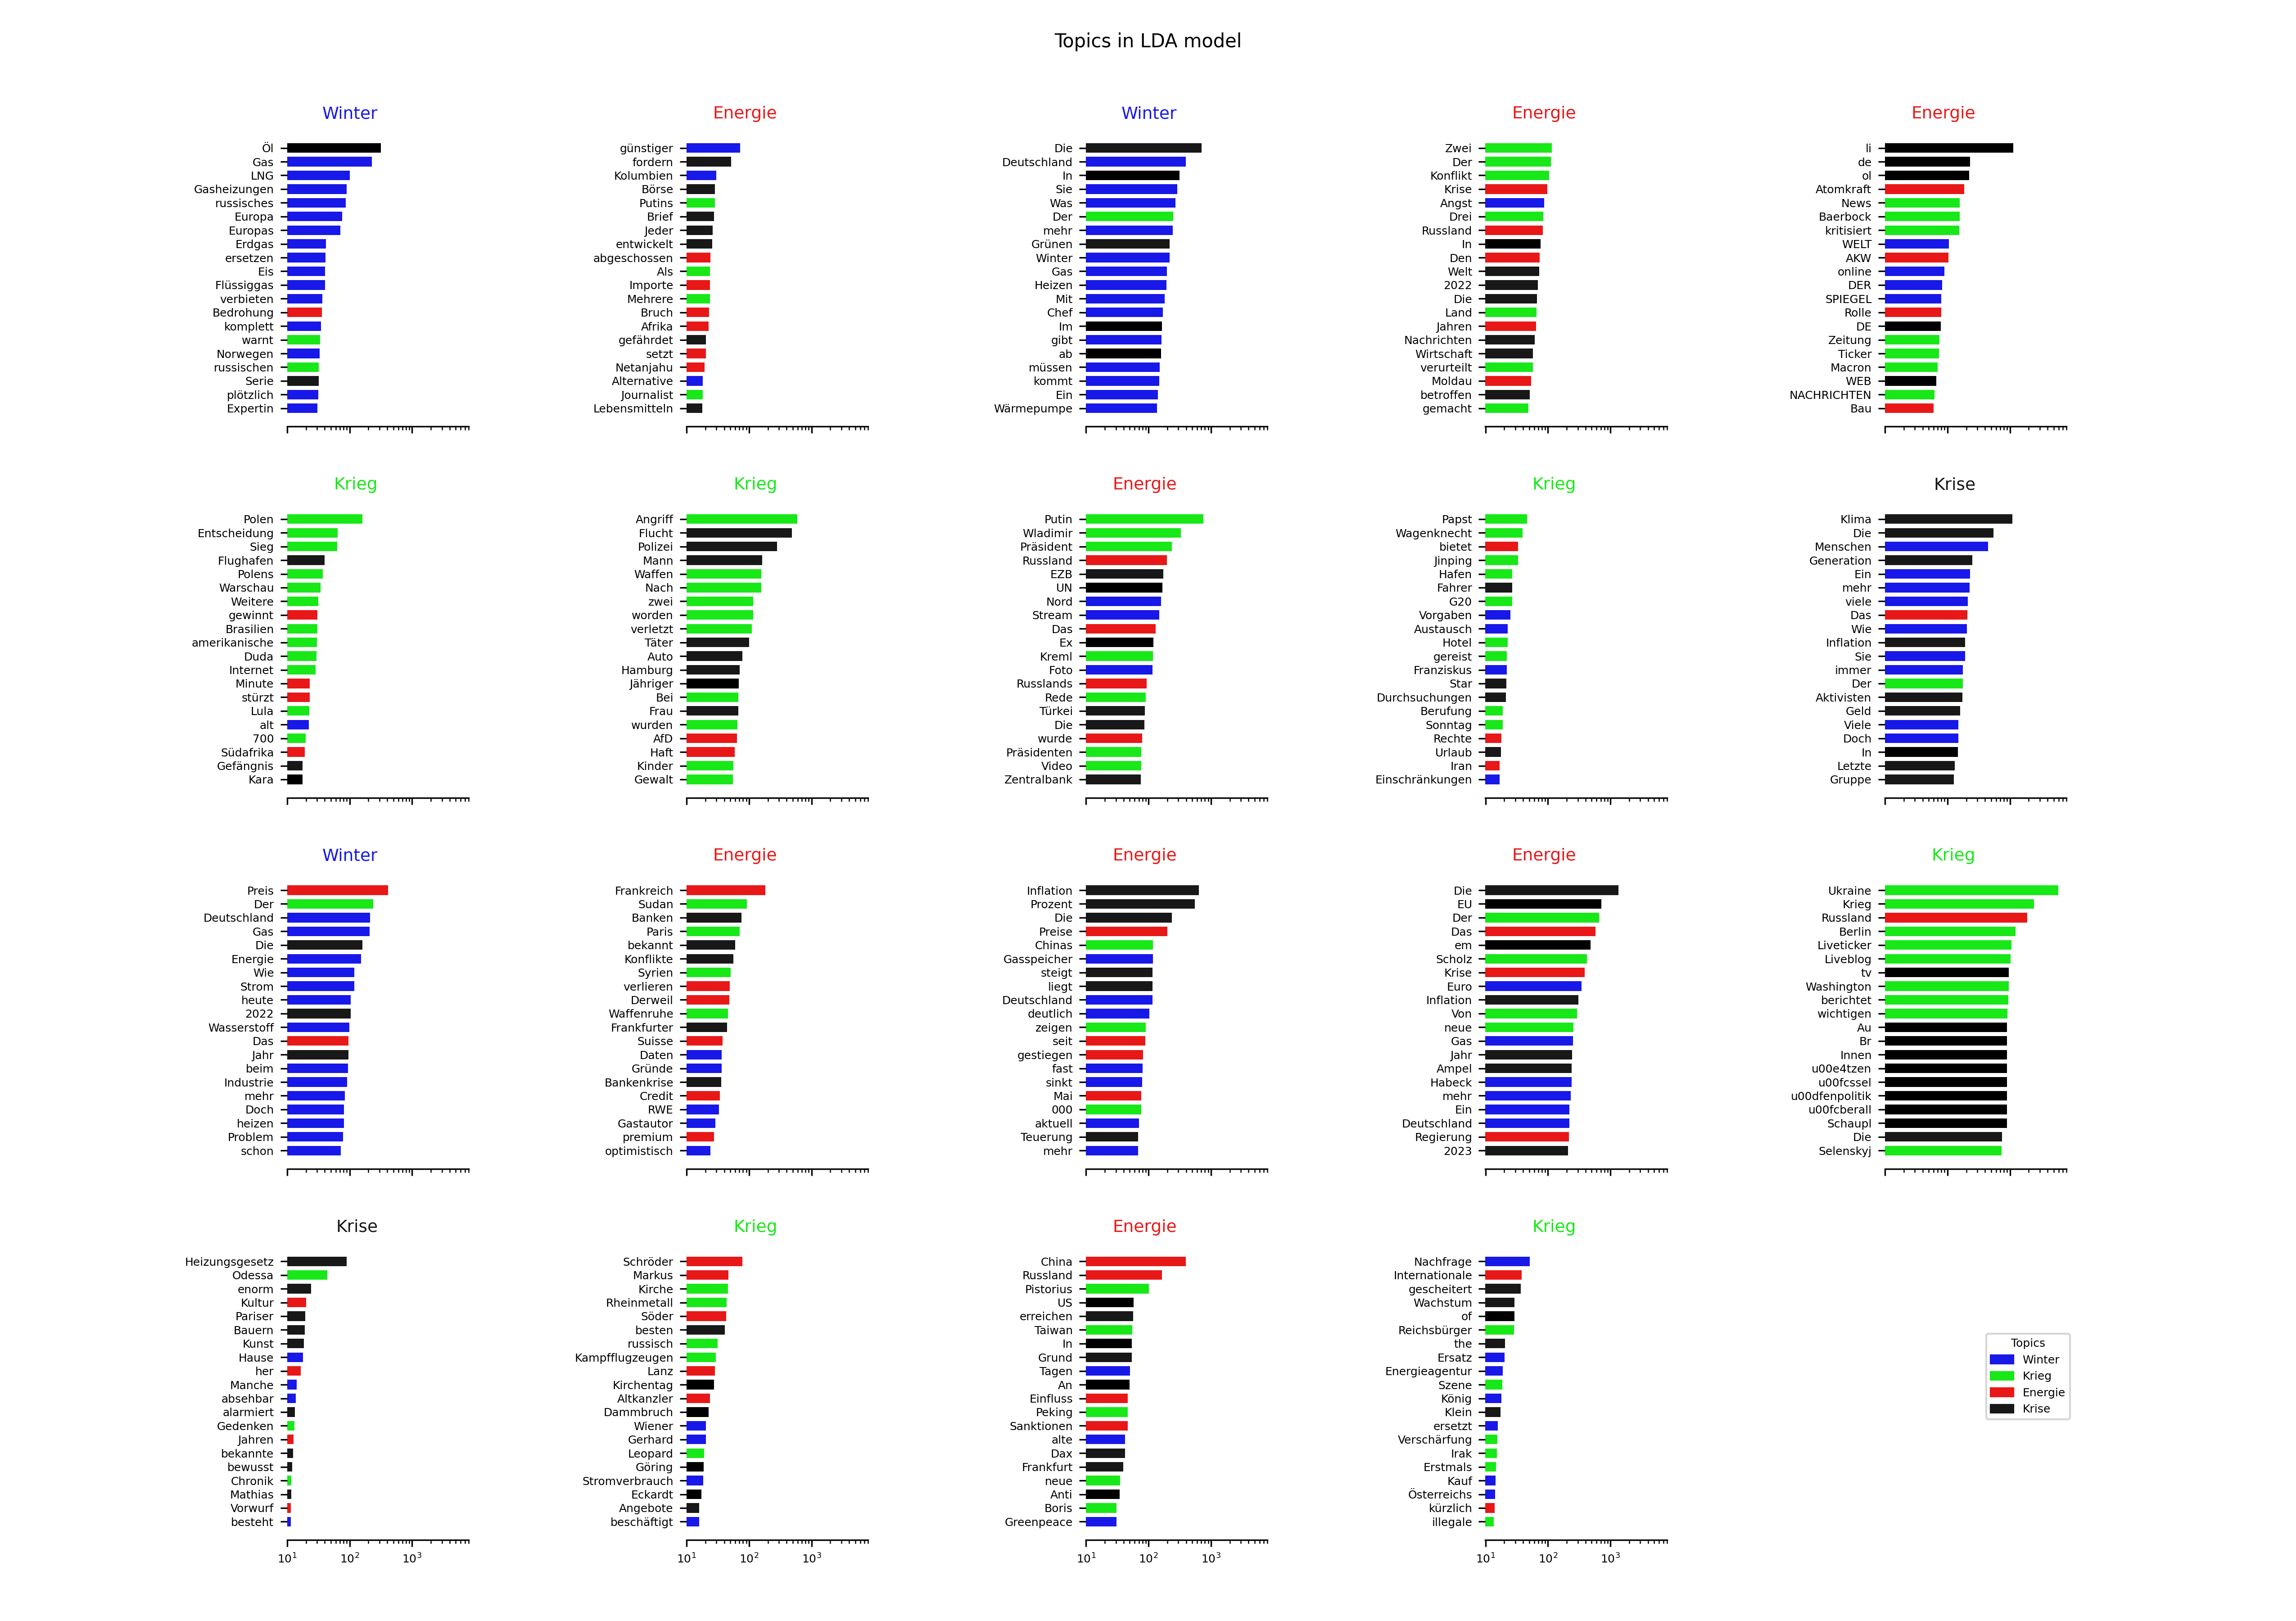 Topics in LDA model
Winter
Öl
Gas
LNG
Gasheizungen
russisches
Europa
Europas
Erdgas
ersetzen
Eis
Flüssiggas
verbieten
Bedrohung
komplett
warnt
Norwegen
russischen
Serie
plötzlich
Expertin
Energie
günstiger
fordern
Kolumbien
Börse
Putins
Brief
Jeder
entwickelt
abgeschossen
Als
Importe
Mehrere
Bruch
Afrika
gefährdet
setzt
Netanjahu
Alternative
Journalist
Lebensmitteln
Winter
Die
Deutschland
In
Sie
Was
Der
mehr
Grünen
Winter
Gas
Heizen
Mit
Chef
Im
gibt
ab
müssen
kommt
Ein
Wärmepumpe
Energie
Zwei
Der
Konflikt
Krise
Angst
Drei
Russland
In
Den
Welt
2022
Die
Land
Jahren
Nachrichten
Wirtschaft
verurteilt
Moldau
betroffen
gemacht
Energie
li
de
ol
Atomkraft
News
Baerbock
kritisiert
WELT
AKW
online
DER
SPIEGEL
Rolle
DE
Zeitung
Ticker
Macron
WEB
NACHRICHTEN
Bau
Krieg
Polen
Entscheidung
Sieg
Flughafen
Polens
Warschau
Weitere
gewinnt
Brasilien
amerikanische
Duda
Internet
Minute
stürzt
Lula
alt
700
Südafrika
Gefängnis
Kara
Krieg
Angriff
Flucht
Polizei
Mann
Waffen
Nach
zwei
worden
verletzt
Täter
Auto
Hamburg
Jähriger
Bei
Frau
wurden
AfD
Haft
Kinder
Gewalt
Energie
Putin
Wladimir
Präsident
Russland
EZB
UN
Nord
Stream
Das
Ex
Kreml
Foto
Russlands
Rede
Türkei
Die
wurde
Präsidenten
Video
Zentralbank
Krieg
Papst
Wagenknecht
bietet
Jinping
Hafen
Fahrer
G20
Vorgaben
Austausch
Hotel
gereist
Franziskus
Star
Durchsuchungen
Berufung
Sonntag
Rechte
Urlaub
Iran
Einschränkungen
Krise
Klima
Die
Menschen
Generation
Ein
mehr
viele
Das
Wie
Inflation
Sie
immer
Der
Aktivisten
Geld
Viele
Doch
In
Letzte
Gruppe
Winter
Preis
Der
Deutschland
Gas
Die
Energie
Wie
Strom
heute
2022
Wasserstoff
Das
Jahr
beim
Industrie
mehr
Doch
heizen
Problem
schon
Energie
Frankreich
Sudan
Banken
Paris
bekannt
Konflikte
Syrien
verlieren
Derweil
Waffenruhe
Frankfurter
Suisse
Daten
Gründe
Bankenkrise
Credit
RWE
Gastautor
premium
optimistisch
Energie
Inflation
Prozent
Die
Preise
Chinas
Gasspeicher
steigt
liegt
Deutschland
deutlich
zeigen
seit
gestiegen
fast
sinkt
Mai
000
aktuell
Teuerung
mehr
Energie
Die
EU
Der
Das
em
Scholz
Krise
Euro
Inflation
Von
neue
Gas
Jahr
Ampel
Habeck
mehr
Ein
Deutschland
Regierung
2023
Krieg
Ukraine
Krieg
Russland
Berlin
Liveticker
Liveblog
tv
Washington
berichtet
wichtigen
Au
Br
Innen
u00e4tzen
u00fcssel
u00dfenpolitik
u00fcberall
Schaupl
Die
Selenskyj
Krise
Heizungsgesetz
Odessa
enorm
Kultur
Pariser
Bauern
Kunst
Hause
her
Manche
absehbar
alarmiert
Gedenken
Jahren
bekannte
bewusst
Chronik
Mathias
Vorwurf
besteht
10¹ 10² 10³
Krieg
Schröder
Markus
Kirche
Rheinmetall
Söder
besten
russisch
Kampfflugzeugen
Lanz
Kirchentag
Altkanzler
Dammbruch
Wiener
Gerhard
Leopard
Göring
Stromverbrauch
Eckardt
Angebote
beschäftigt
10¹ 10² 10³
Energie
China
Russland
Pistorius
US
erreichen
Taiwan
In
Grund
Tagen
An
Einfluss
Peking
Sanktionen
alte
Dax
Frankfurt
neue
Anti
Boris
Greenpeace
10¹ 10² 10³
Krieg
Nachfrage
Internationale
gescheitert
Wachstum
of
Reichsbürger
the
Ersatz
Energieagentur
Szene
König
Klein
ersetzt
Verschärfung
Irak
Erstmals
Kauf
Österreichs
kürzlich
illegale
10¹ 10² 10³
Topics
Winter
Krieg
Energie
Krise